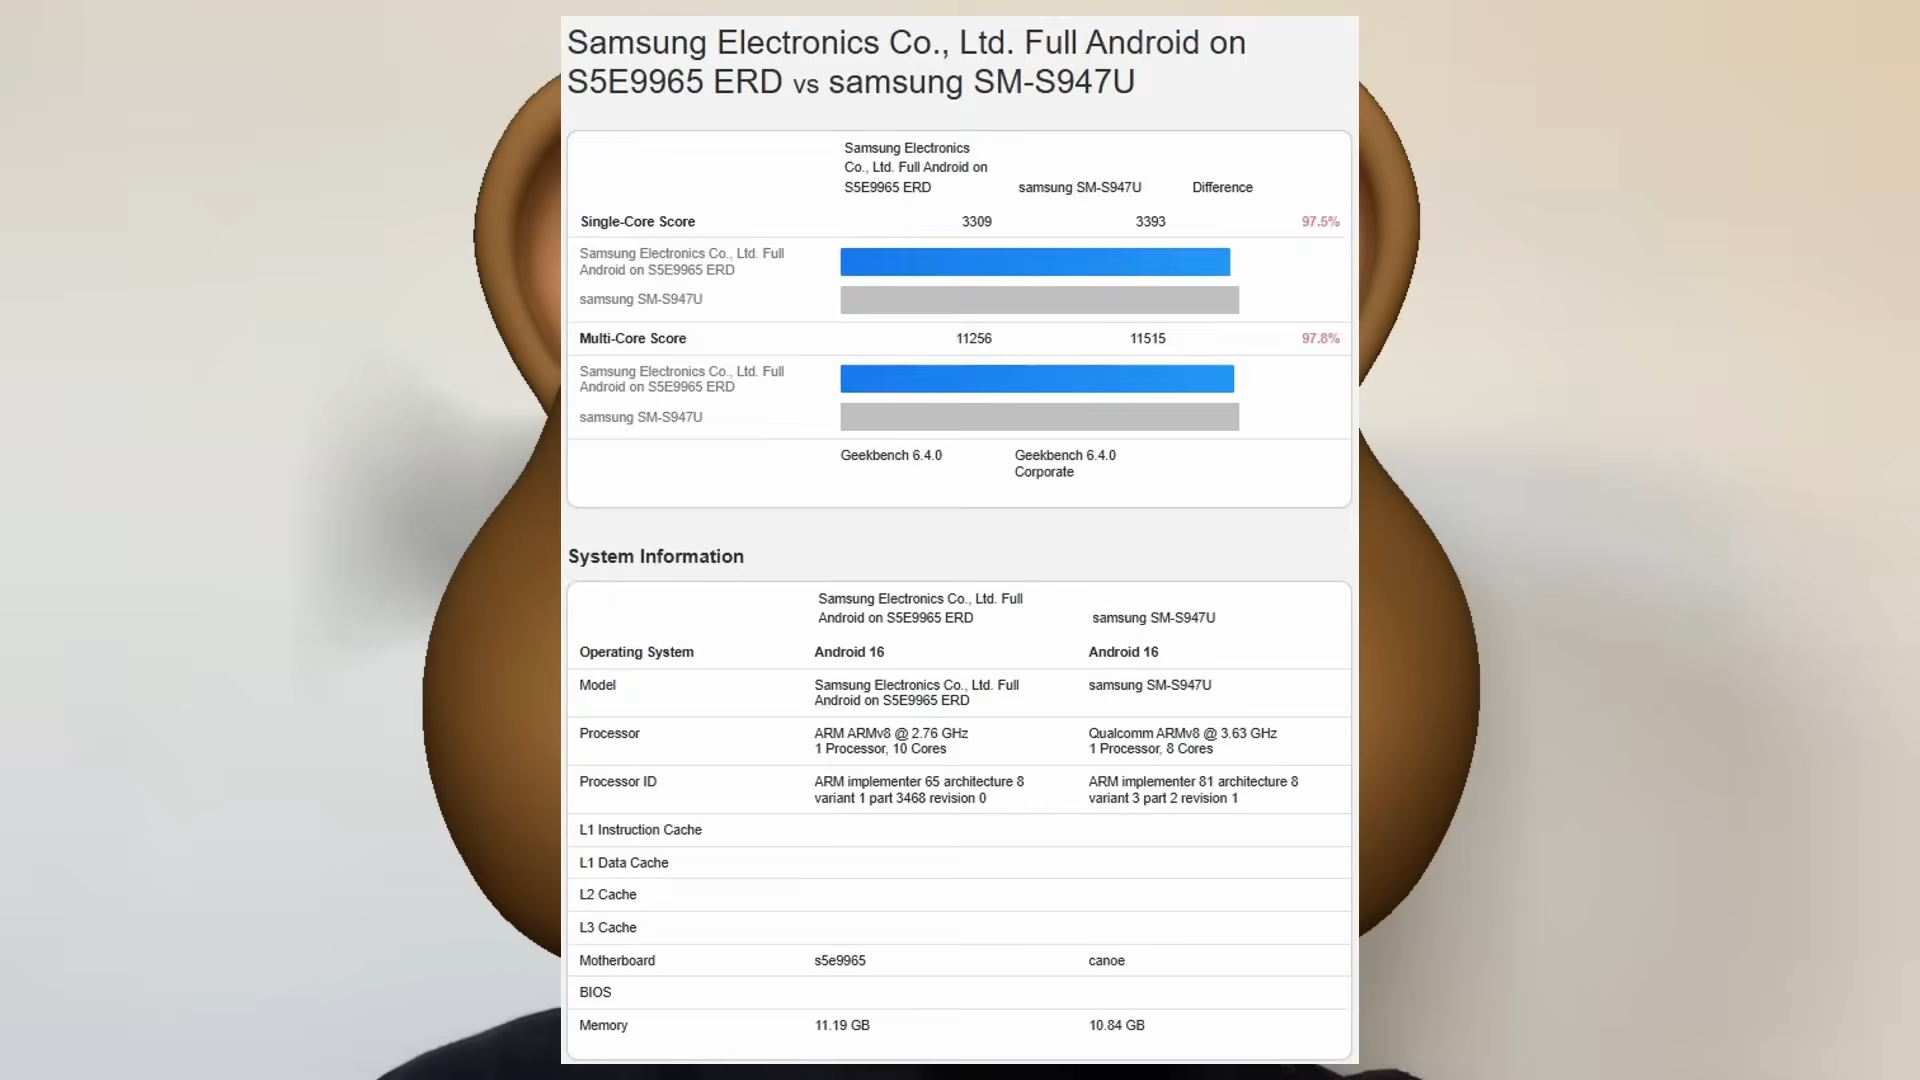 Samsung Electronics Co., Ltd. Full Android on
S5E9965 ERD vs samsung SM-S947U
Samsung Electronics
Co., Ltd. Full Android on
S5E9965 ERD samsung SM-S947U Difference
Single-Core Score 3309 3393 97.5%
Samsung Electronics Co., Ltd. Full
Android on S5E9965 ERD
samsung SM-S947U
Multi-Core Score 11256 11515 97.8%
Samsung Electronics Co., Ltd. Full
Android on S5E9965 ERD
samsung SM-S947U
Geekbench 6.4.0 Geekbench 6.4.0
Corporate
System Information
Samsung Electronics Co., Ltd. Full
Android on S5E9965 ERD samsung SM-S947U
Operating System Android 16 Android 16
Model Samsung Electronics Co., Ltd. Full samsung SM-S947U
Android on S5E9965 ERD
Processor ARM ARMv8 @ 2.76 GHz Qualcomm ARMv8 @ 3.63 GHz
1 Processor, 10 Cores 1 Processor, 8 Cores
Processor ID ARM implementer 65 architecture 8 ARM implementer 81 architecture 8
variant 1 part 3468 revision 0 variant 3 part 2 revision 1
L1 Instruction Cache
L1 Data Cache
L2 Cache
L3 Cache
Motherboard s5e9965 canoe
BIOS
Memory 11.19 GB 10.84 GB